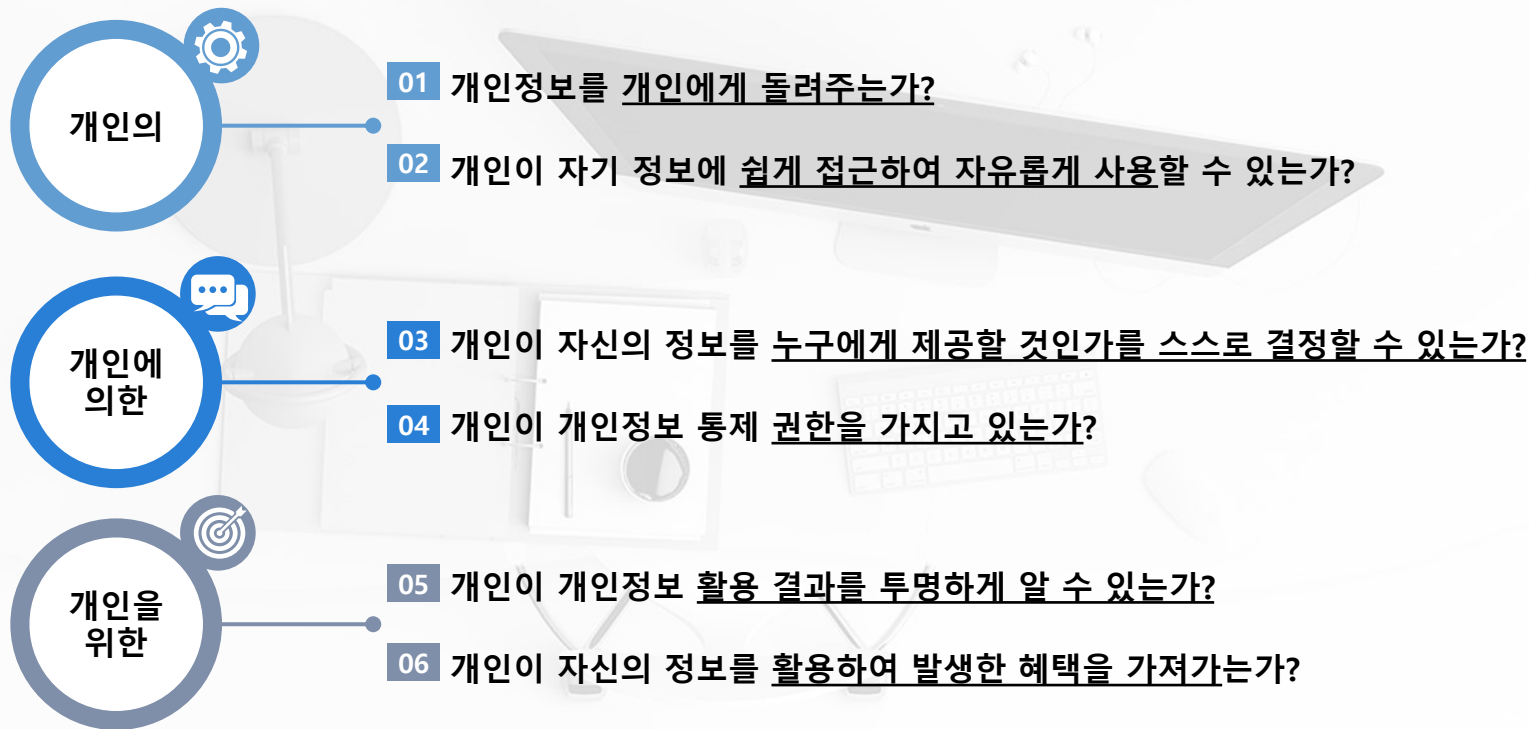 개인의
01 개인정보를 개인에게 돌려주는가?
02 개인이 자기 정보에 쉽게 접근하여 자유롭게 사용할 수 있는가?
개인에
의한
03 개인이 자신의 정보를 누구에게 제공할 것인가를 스스로 결정할 수 있는가?
04 개인이 개인정보 통제 권한을 가지고 있는가?
개인을
위한
05 개인이 개인정보 활용 결과를 투명하게 알 수 있는가?
06 개인이 자신의 정보를 활용하여 발생한 혜택을 가져가는가?